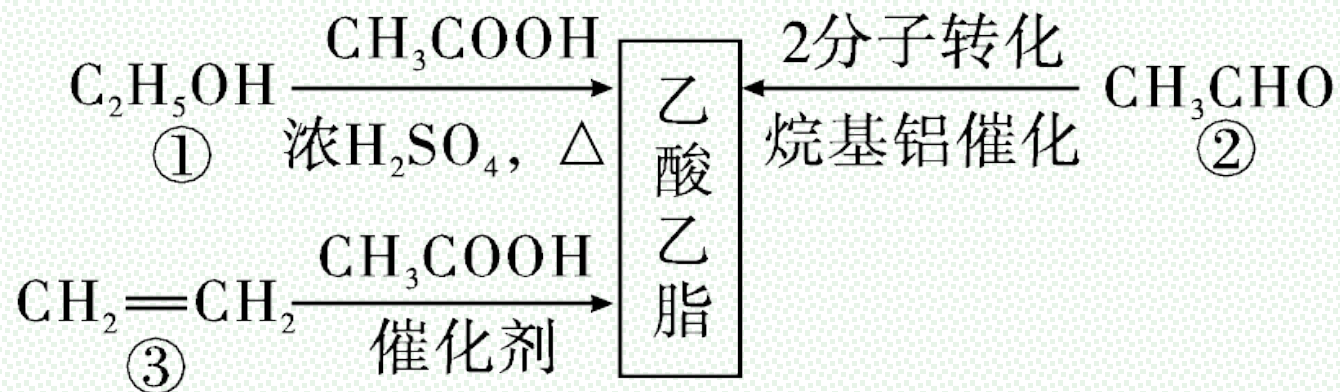 C₂H₅OH
①
CH₃COOH
浓H₂SO₄，△
乙酸乙脂
2分子转化
烷基铝催化
CH₃CHO
②
CH₂=CH₂
③
CH₃COOH
催化剂